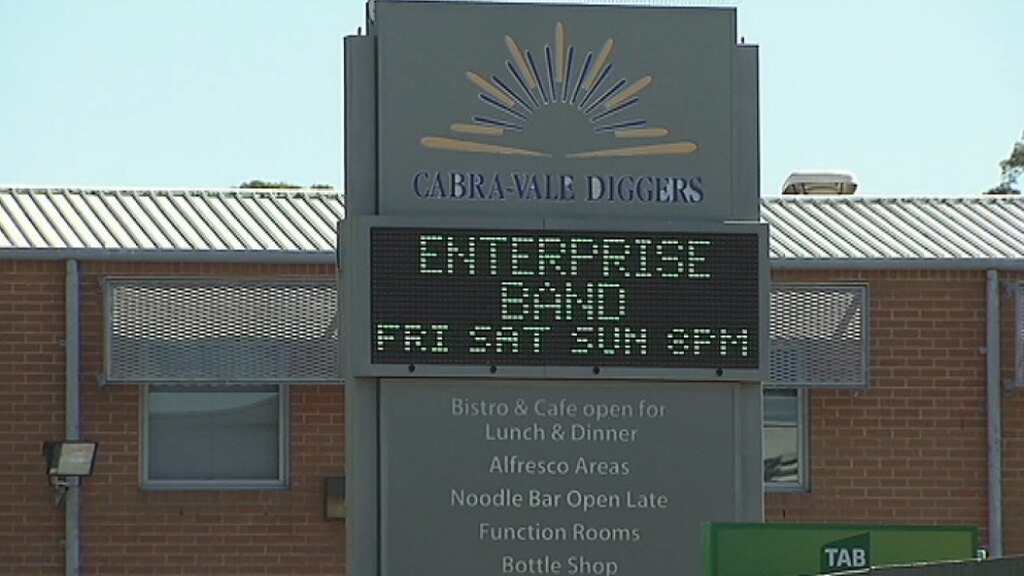 CABRA-VALE DIGGERS
ENTERPRISE
BAND
FRI SAT SUN 8PM
Bistro & Cafe open for
Lunch & Dinner
Alfresco Areas
Noodle Bar Open Late
Function Rooms
Bottle Shop
TAB